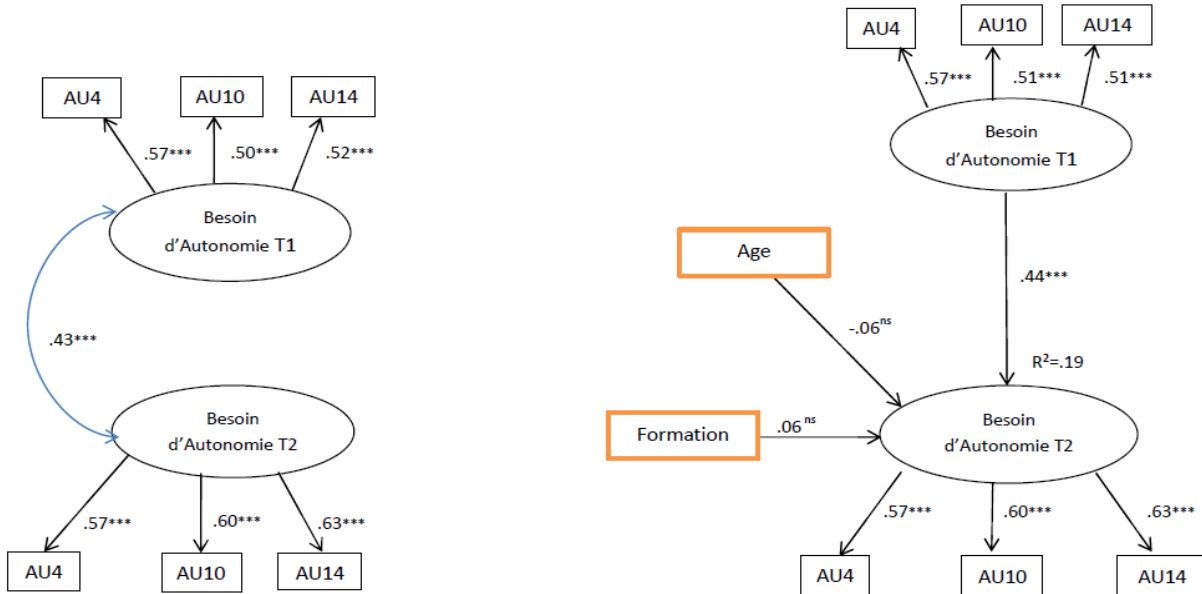 AU4
AU10
AU14
.57***
.50***
.52***
Besoin
d'Autonomie T1
.43***
Besoin
d'Autonomie T2
.57***
.60***
.63***
AU4
AU10
AU14
AU4
AU10
AU14
.57***
.51***
.51***
Besoin
d'Autonomie T1
Age
.44***
-.06ns
R²=.19
Formation
.06 ns
Besoin
d'Autonomie T2
.57***
.60***
.63***
AU4
AU10
AU14